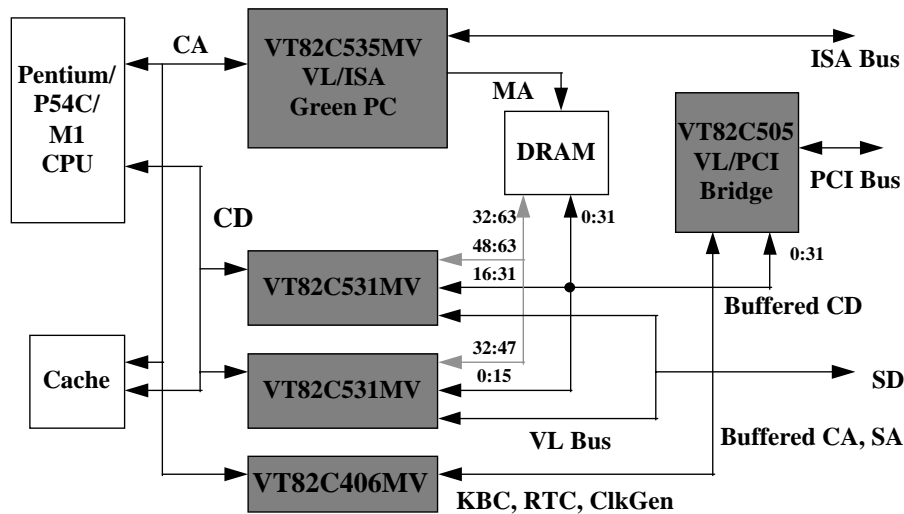 Pentium/
P54C/
M1
CPU
CA
VT82C535MV
VL/ISA
Green PC
ISA Bus
MA
DRAM
VT82C505
VL/PCI
Bridge
PCI Bus
CD
32:63
0:31
48:63
16:31
0:31
VT82C531MV
Buffered CD
Cache
32:47
0:15
VT82C531MV
SD
VL Bus
Buffered CA, SA
VT82C406MV
KBC, RTC, ClkGen